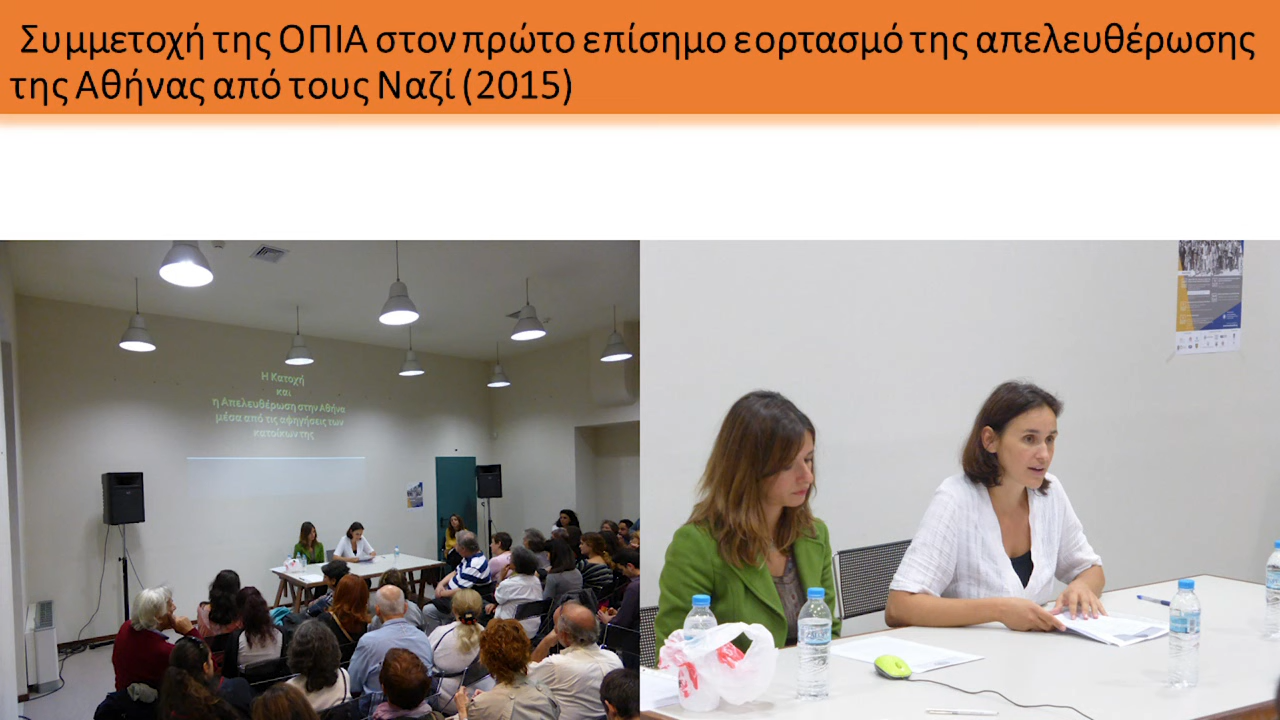 Συμμετοχή της ΟΠΙΑ στον πρώτο επίσημο εορτασμό της απελευθέρωσης
της Αθήνας από τους Ναζί (2015)
Η Κατοχή
και
η Απελευθέρωση στην Αθήνα
μέσα από τις αφηγήσεις των
κατοίκων της